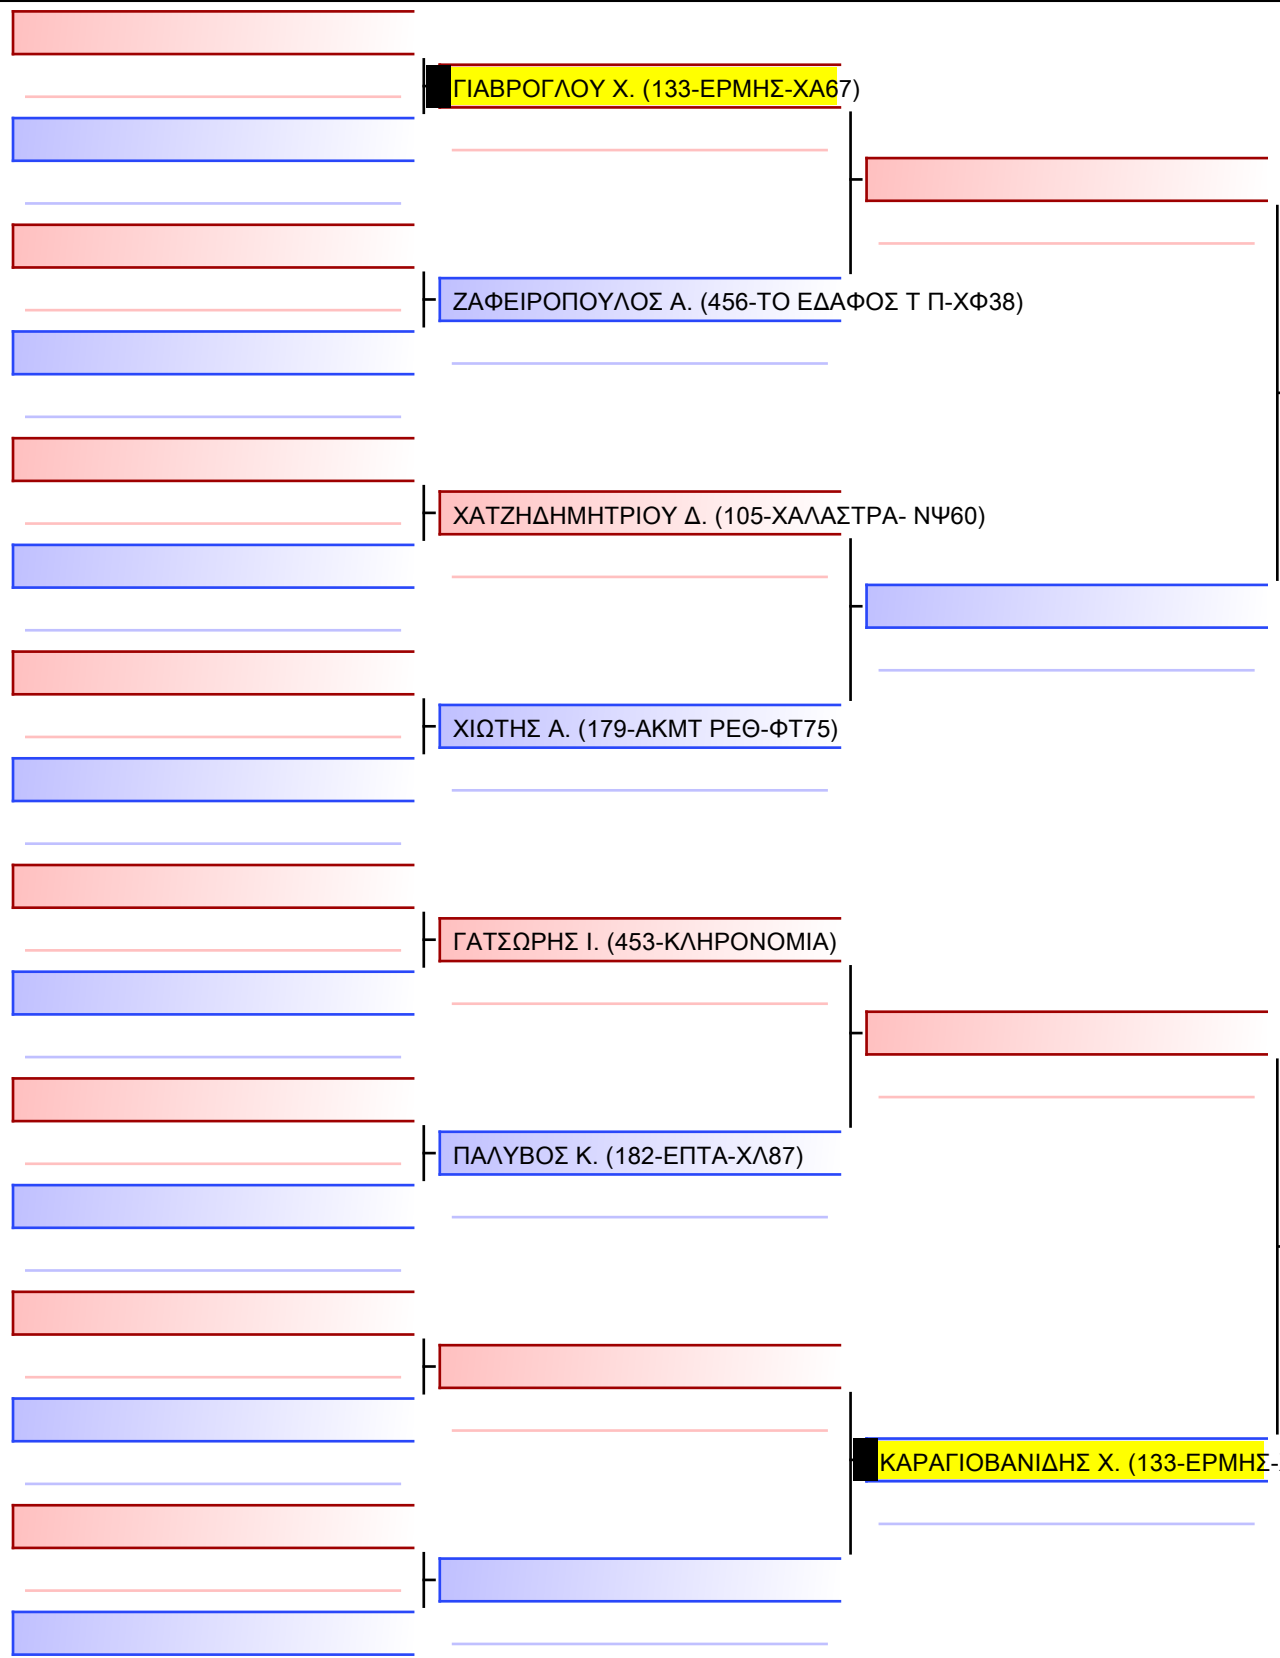 ΓΙΑΒΡΟΓΛΟΥ Χ. (133-ΕΡΜΗΣ-ΧΑ67)
ΖΑΦΕΙΡΟΠΟΥΛΟΣ Α. (456-ΤΟ ΕΔΑΦΟΣ Τ Π-ΧΦ38)
ΧΑΤΖΗΔΗΜΗΤΡΙΟΥ Δ. (105-ΧΑΛΑΣΤΡΑ- ΝΨ60)
ΧΙΩΤΗΣ Α. (179-ΑΚΜΤ ΡΕΘ-ΦΤ75)
ΓΑΤΣΩΡΗΣ Ι. (453-ΚΛΗΡΟΝΟΜΙΑ)
ΠΑΛΥΒΟΣ Κ. (182-ΕΠΤΑ-ΧΛ87)
ΚΑΡΑΓΙΟΒΑΝΙΔΗΣ Χ. (133-ΕΡΜΗΣ-